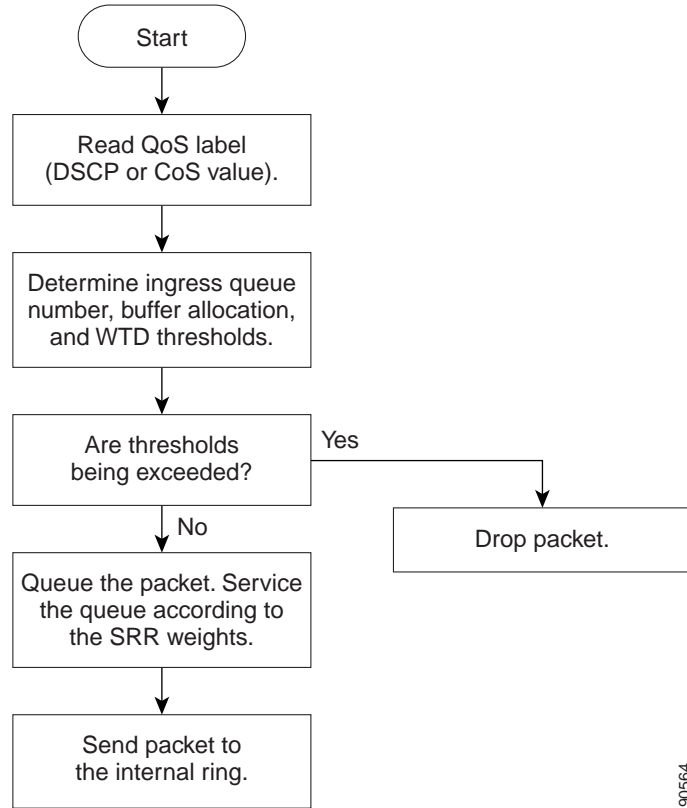 Start
Read QoS label
(DSCP or CoS value).
Determine ingress queue
number, buffer allocation,
and WTD thresholds.
Are thresholds
being exceeded?
Yes
Drop packet.
No
Queue the packet. Service
the queue according to
the SRR weights.
Send packet to
the internal ring.
90564